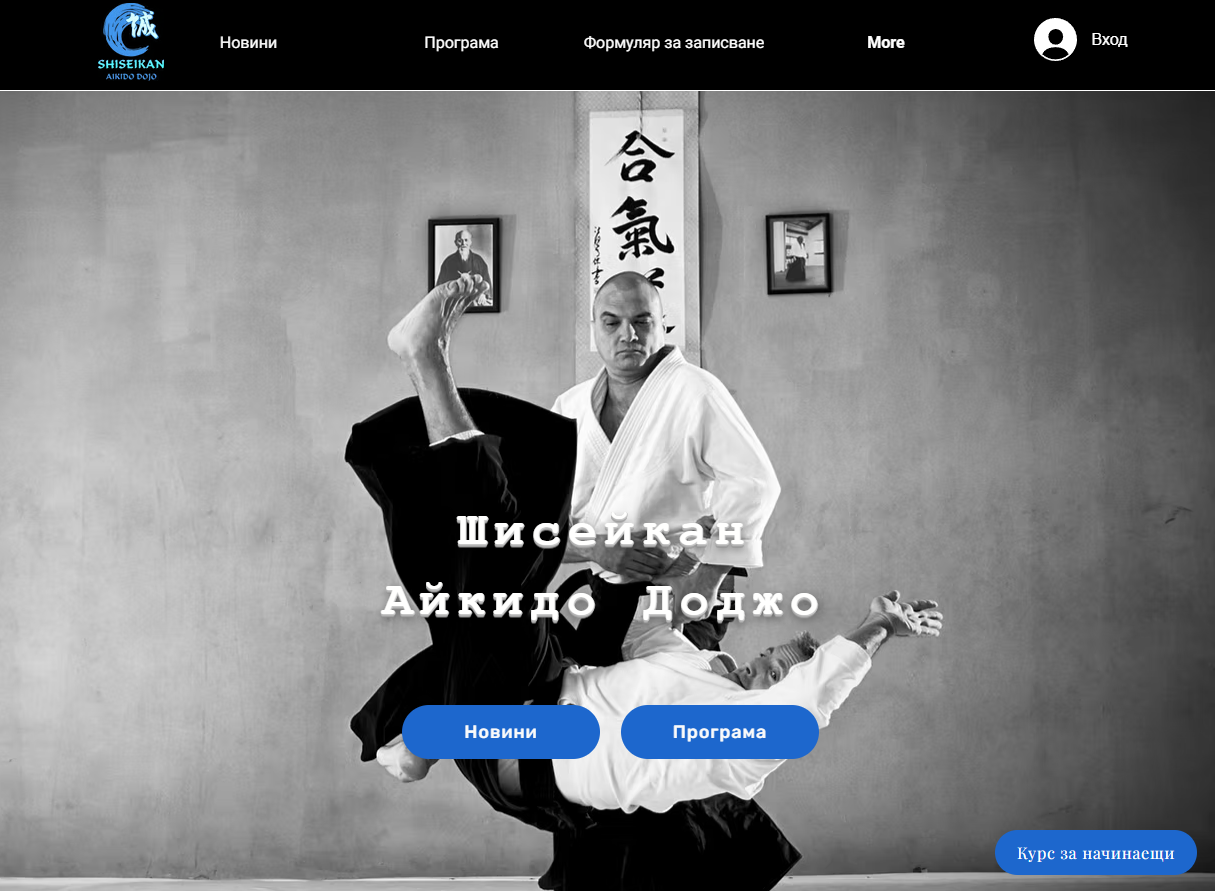 誠
SHISEIKAN
AIKIDO DOJO
Новини
Програма
Формуляр за записване
More
Вход
合
氣
Шисейкан
Айкидо Доджо
Новини
Програма
Курс за начинаещи